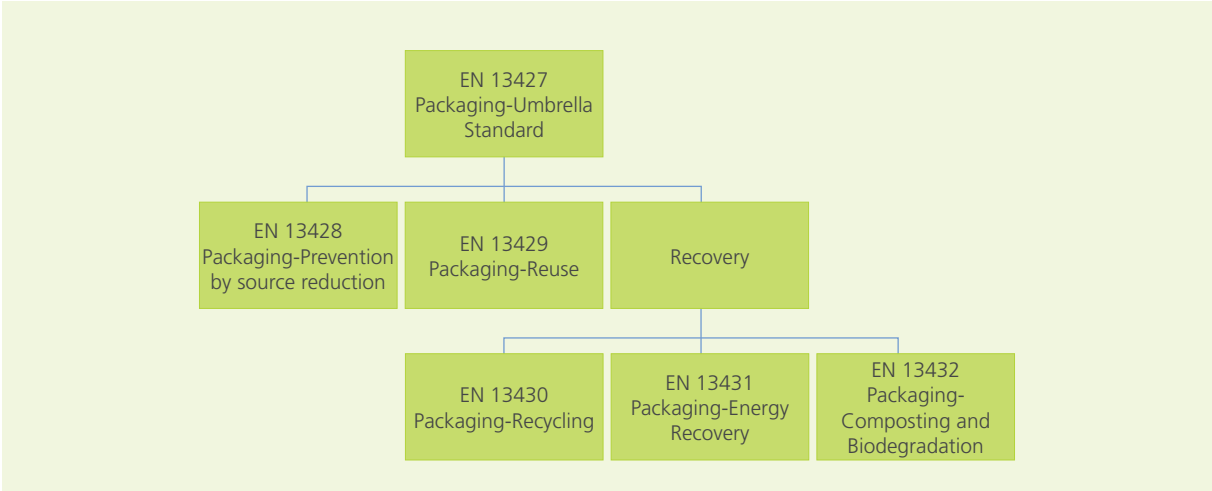 EN 13427
Packaging-Umbrella
Standard
EN 13428
Packaging-Prevention
by source reduction
EN 13429
Packaging-Reuse
Recovery
EN 13430
Packaging-Recycling
EN 13431
Packaging-Energy
Recovery
EN 13432
Packaging-
Composting and
Biodegradation